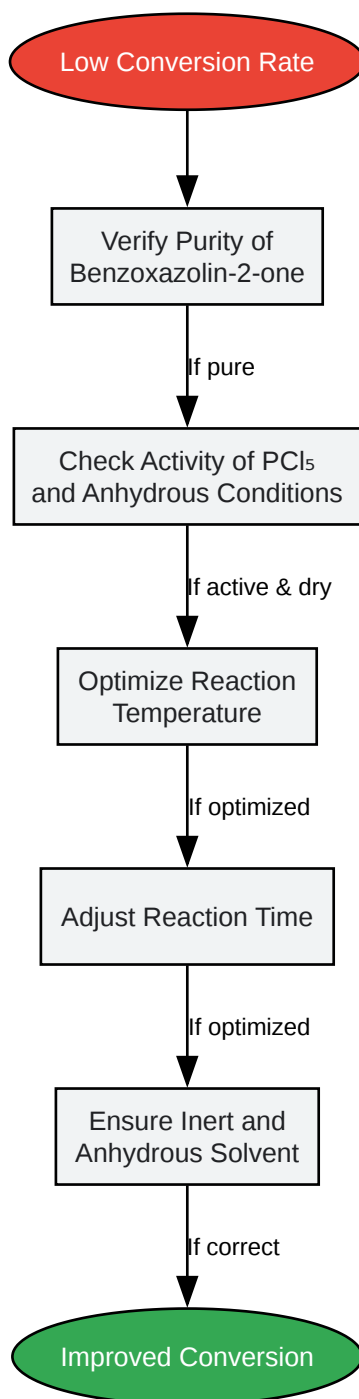 Low Conversion Rate
Verify Purity of
Benzoxazolin-2-one
If pure
Check Activity of PCl₅
and Anhydrous Conditions
If active & dry
Optimize Reaction
Temperature
If optimized
Adjust Reaction Time
If optimized
Ensure Inert and
Anhydrous Solvent
If correct
Improved Conversion